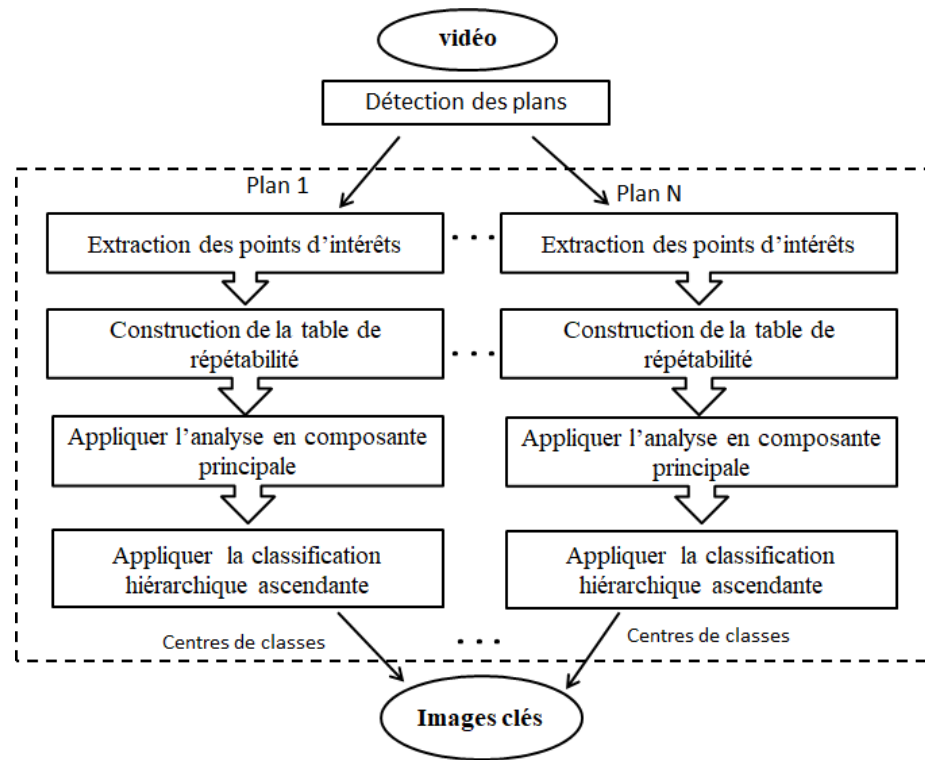 vidéo
Détection des plans
Plan 1
Plan N
Extraction des points d’intérêts
. . .
Extraction des points d’intérêts
Construction de la table de
répétabilité
. . .
Construction de la table de
répétabilité
Appliquer l’analyse en composante
principale
Appliquer l’analyse en composante
principale
Appliquer la classification
hiérarchique ascendante
Appliquer la classification
hiérarchique ascendante
Centres de classes
. . .
Centres de classes
Images clés